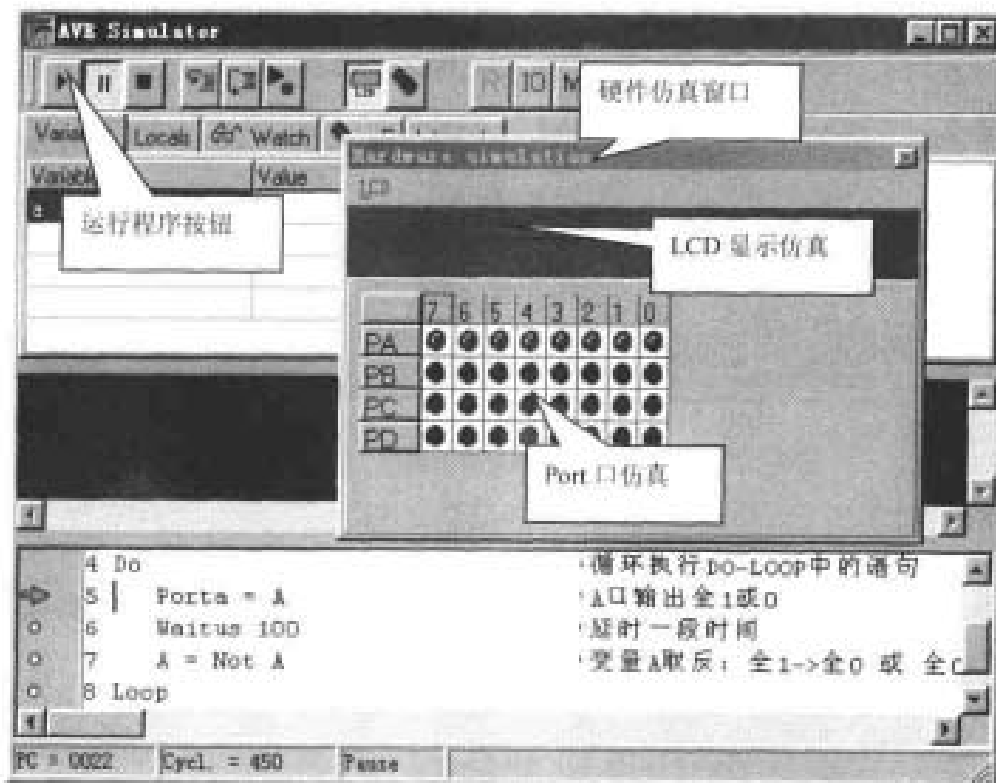 AVR Simulator
R IO M
硬件仿真窗口
Locals Watch
Hardware simulation
Variable Value
LCD
a
运行程序按钮
LCD 显示仿真
7 6 5 4 3 2 1 0
PA
PB
PC
PD
Port 口仿真
4 Do '循环执行DO-LOOP中的语句
5 Porta = A 'A口输出全1或0
6 Waitus 100 '延时一段时间
7 A = Not A '变量A取反：全1->全0 或 全
8 Loop
PC = 0022 Cycl. = 450 Pause